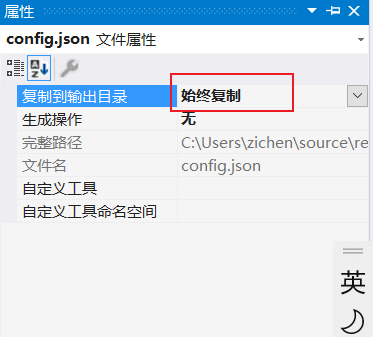 属性
config.json 文件属性
复制到输出目录 始终复制
生成操作 无
完整路径 C:\Users\zichen\source\re
文件名 config.json
自定义工具
自定义工具命名空间
英